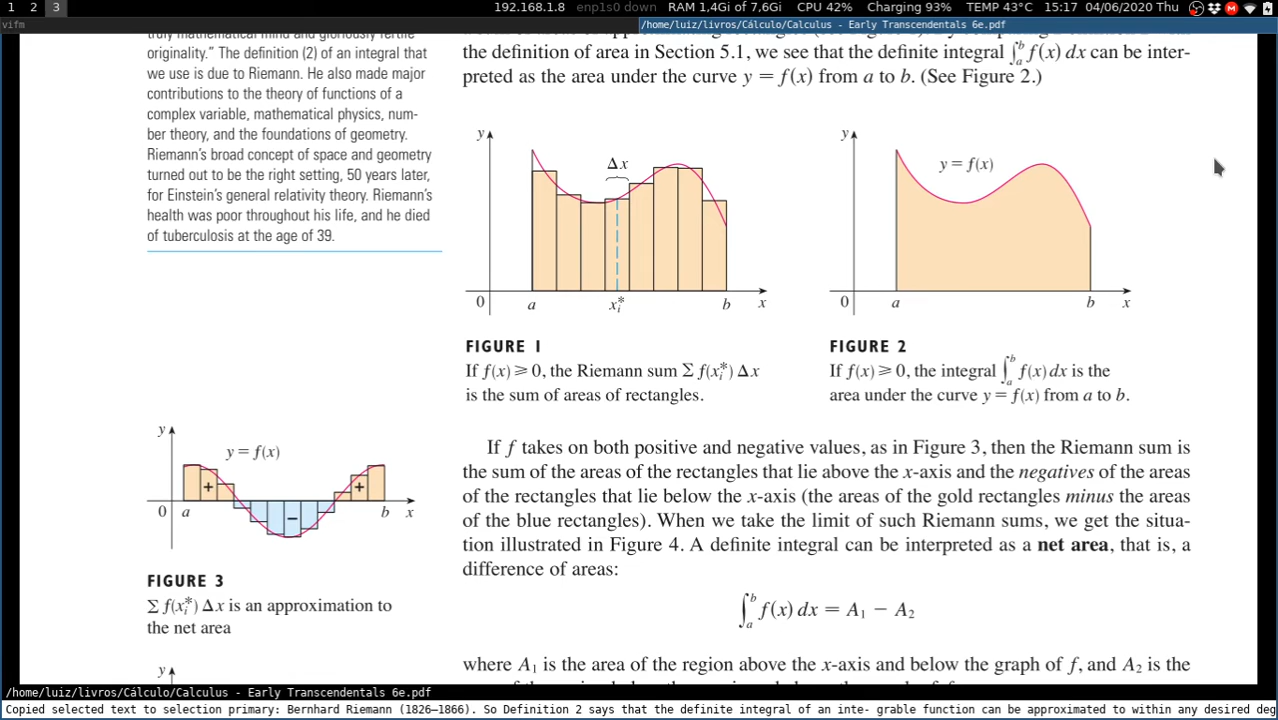 1 2 3 192.168.1.8 enp1s0 down RAM 1,4Gi of 7,6Gi CPU 42% Charging 93% TEMP 43°C 15:17 04/06/2020 Thu
vifm /home/luiz/livros/Cálculo/Calculus - Early Transcendentals 6e.pdf
truly mathematical mind and gloriously fertile
originality.” The definition (2) of an integral that
we use is due to Riemann. He also made major
contributions to the theory of functions of a
complex variable, mathematical physics, num-
ber theory, and the foundations of geometry.
Riemann’s broad concept of space and geometry
turned out to be the right setting, 50 years later,
for Einstein’s general relativity theory. Riemann’s
health was poor throughout his life, and he died
of tuberculosis at the age of 39.
the definition of area in Section 5.1, we see that the definite integral ∫ₐᵇ f(x) dx can be inter-
preted as the area under the curve y = f(x) from a to b. (See Figure 2.)
y
Δx
0 a xᵢ* b x
y
y = f(x)
0 a b x
FIGURE 1
If f(x) ⩾ 0, the Riemann sum Σ f(xᵢ*) Δx
is the sum of areas of rectangles.
FIGURE 2
If f(x) ⩾ 0, the integral ∫ₐᵇ f(x) dx is the
area under the curve y = f(x) from a to b.
y
y = f(x)
+ − +
0 a b x
FIGURE 3
Σ f(xᵢ*) Δx is an approximation to
the net area
y
If f takes on both positive and negative values, as in Figure 3, then the Riemann sum is
the sum of the areas of the rectangles that lie above the x-axis and the negatives of the areas
of the rectangles that lie below the x-axis (the areas of the gold rectangles minus the areas
of the blue rectangles). When we take the limit of such Riemann sums, we get the situa-
tion illustrated in Figure 4. A definite integral can be interpreted as a net area, that is, a
difference of areas:
∫ₐᵇ f(x) dx = A₁ − A₂
where A₁ is the area of the region above the x-axis and below the graph of f, and A₂ is the
/home/luiz/livros/Cálculo/Calculus - Early Transcendentals 6e.pdf
Copied selected text to selection primary: Bernhard Riemann (1826–1866). So Definition 2 says that the definite integral of an inte- grable function can be approximated to within any desired deg